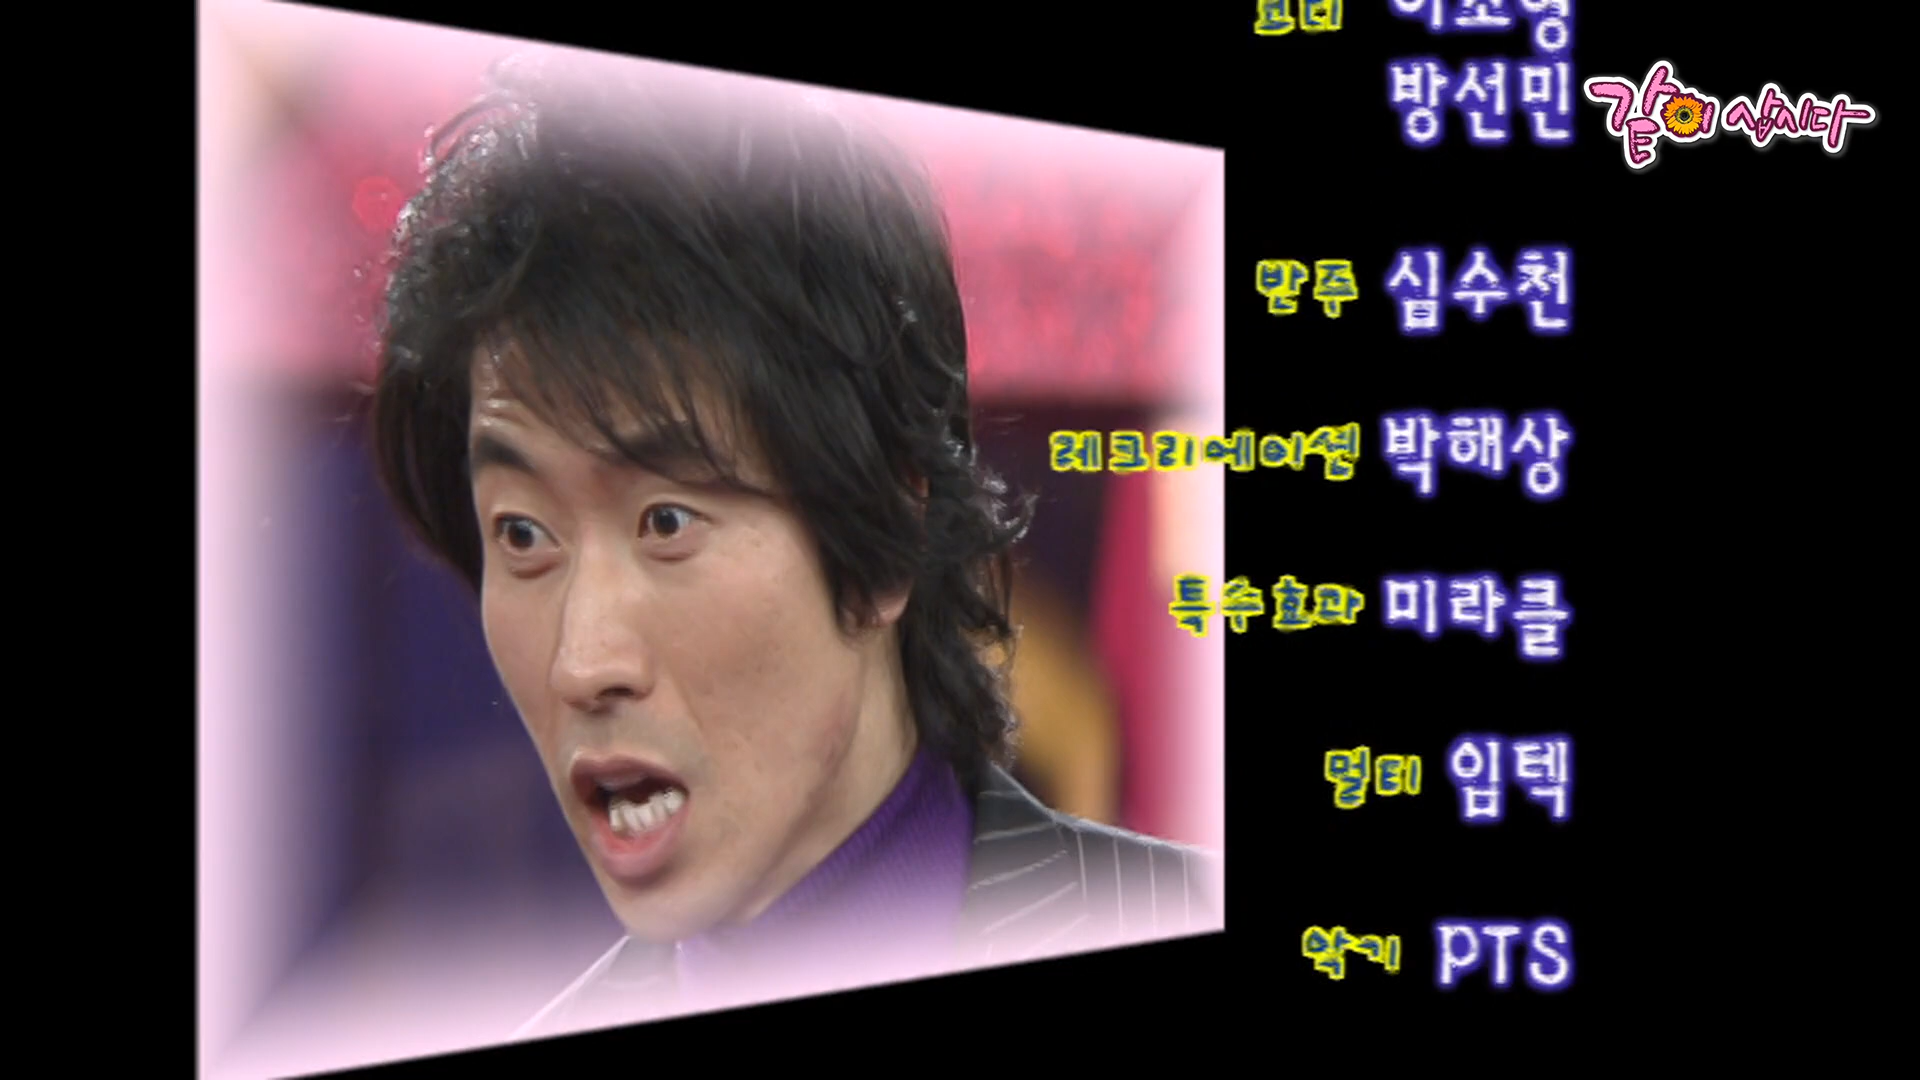 방선민
같이 삽시다
반주 심수천
레크리에이션 박해상
특수효과 미라클
멀티 입텍
악기 PTS